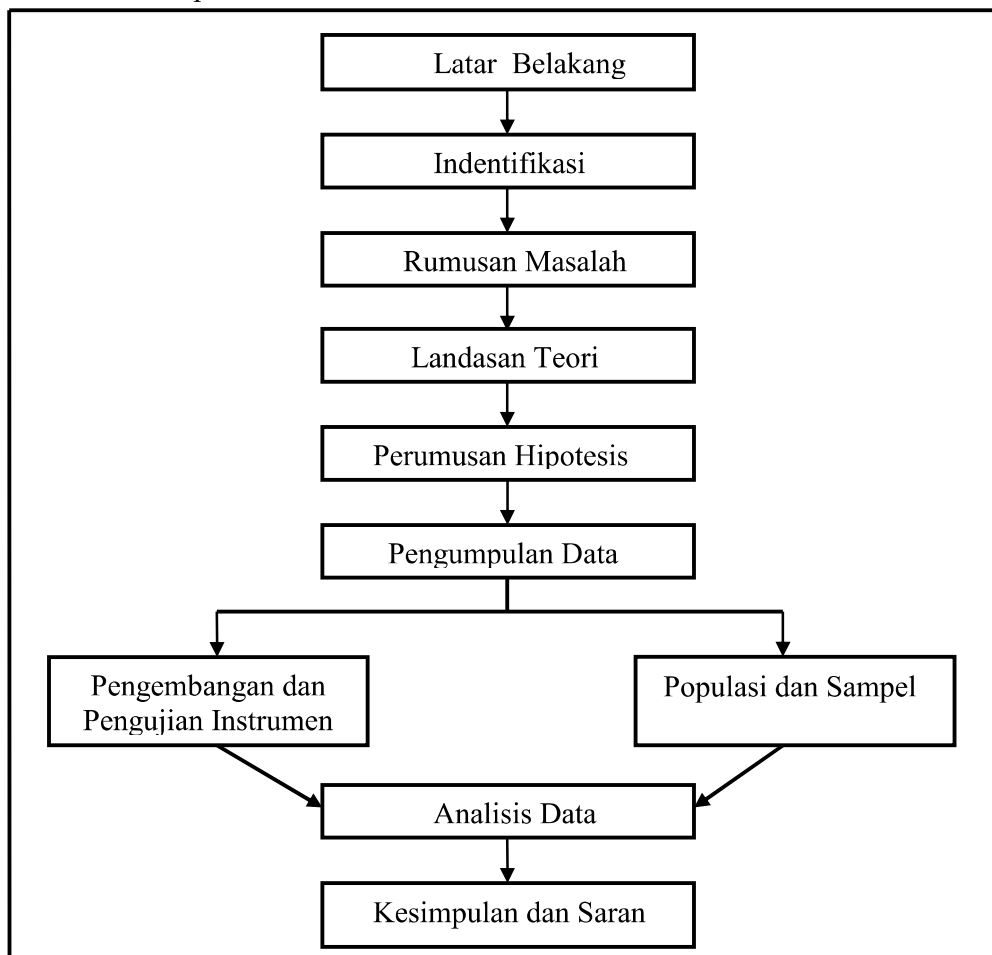 Latar Belakang
Indentifikasi
Rumusan Masalah
Landasan Teori
Perumusan Hipotesis
Pengumpulan Data
Pengembangan dan
Pengujian Instrumen
Populasi dan Sampel
Analisis Data
Kesimpulan dan Saran